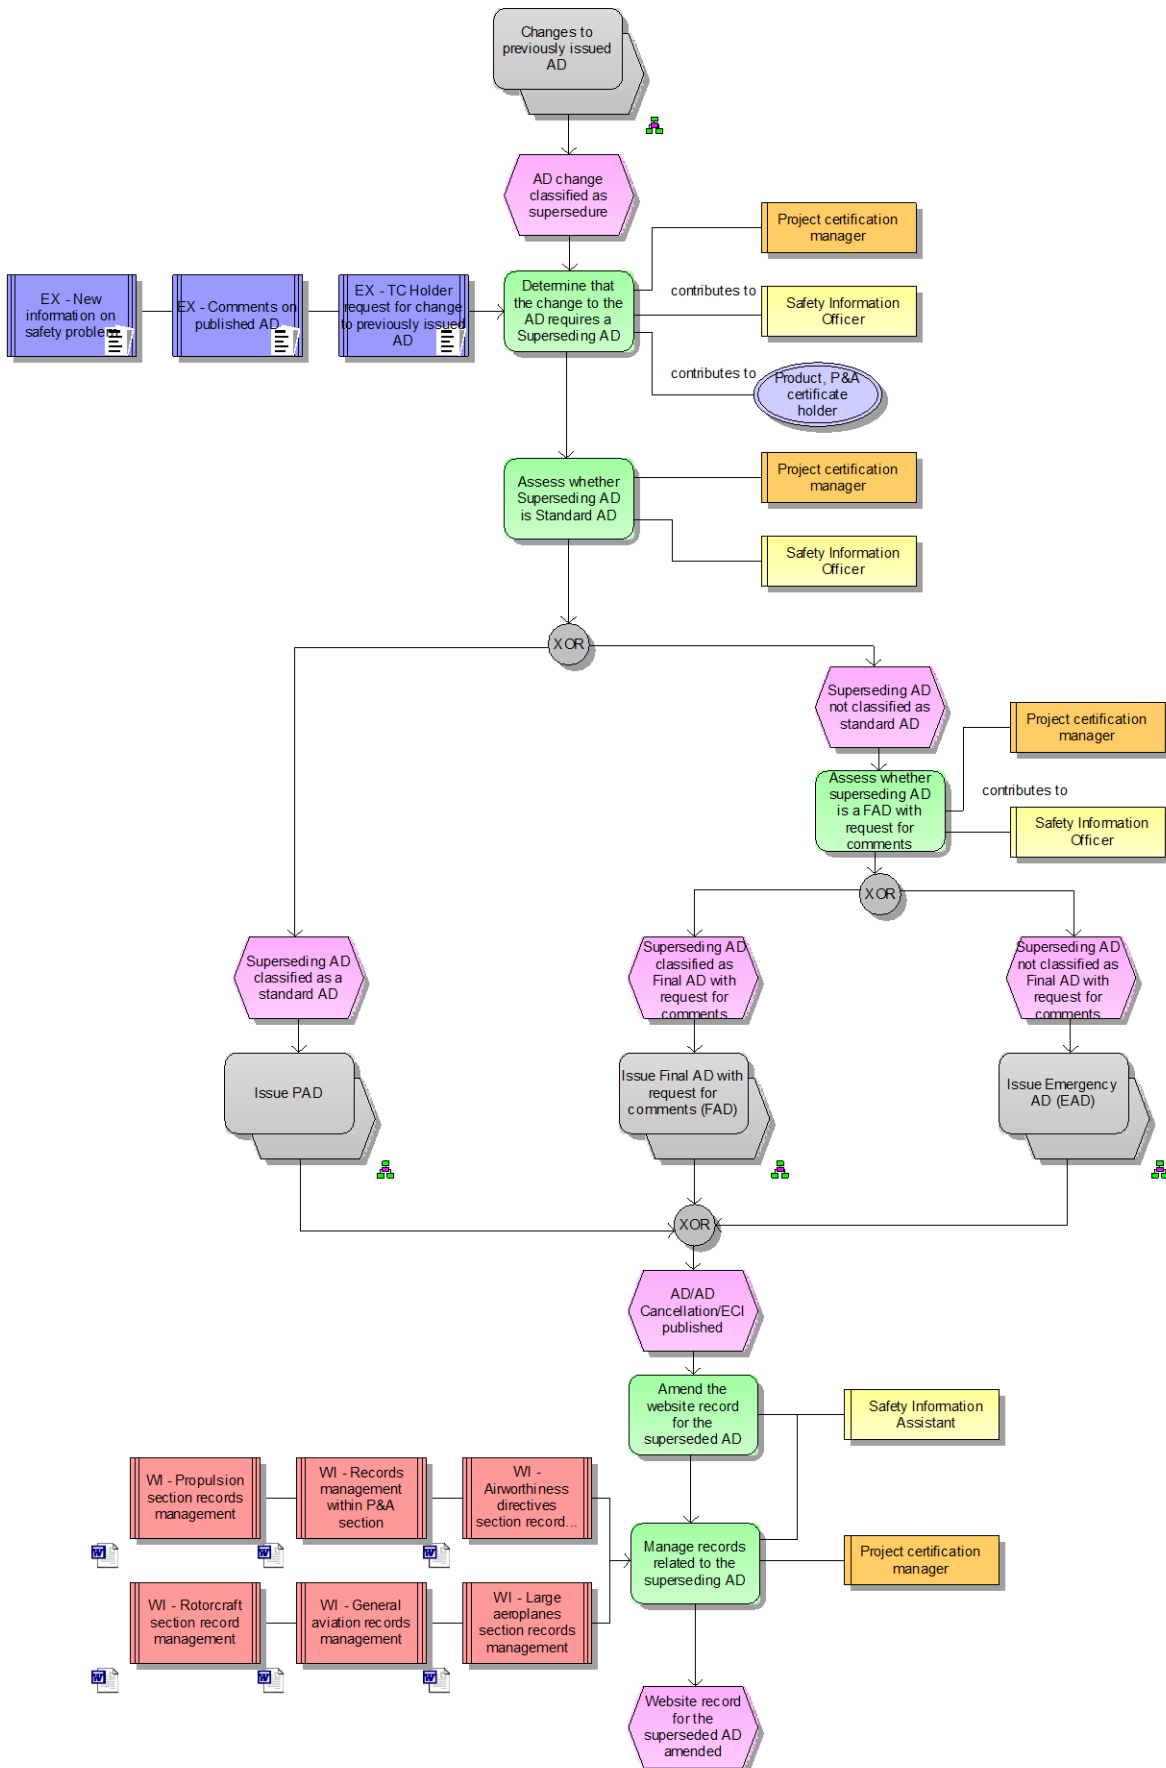 Changes to
previously issued
AD
AD change
classified as
supersedure
Project certification
manager
EX - New
information on
safety problem
EX - Comments on
published AD
EX - TC Holder
request for change
to previously issued
AD
Determine that
the change to the
AD requires a
Superseding AD
contributes to
Safety Information
Officer
contributes to
Product, P&A
certificate
holder
Assess whether
Superseding AD
is Standard AD
Project certification
manager
Safety Information
Officer
XOR
Superseding AD
not classified as
standard AD
Project certification
manager
Assess whether
superseding AD
is a FAD with
request for
comments
contributes to
Safety Information
Officer
XOR
Superseding AD
classified as a
standard AD
Superseding AD
classified as
Final AD with
request for
comments
Superseding AD
not classified as
Final AD with
request for
comments
Issue PAD
Issue Final AD with
request for
comments (FAD)
Issue Emergency
AD (EAD)
XOR
AD/AD
Cancellation/ECI
published
Amend the
website record
for the
superseded AD
Safety Information
Assistant
WI - Propulsion
section records
management
WI - Records
management
within P&A
section
WI -
Airworthiness
directives
section record...
Manage records
related to the
superseding AD
Project certification
manager
WI - Rotorcraft
section record
management
WI - General
aviation records
management
WI - Large
aeroplanes
section records
management
Website record
for the
superseded AD
amended